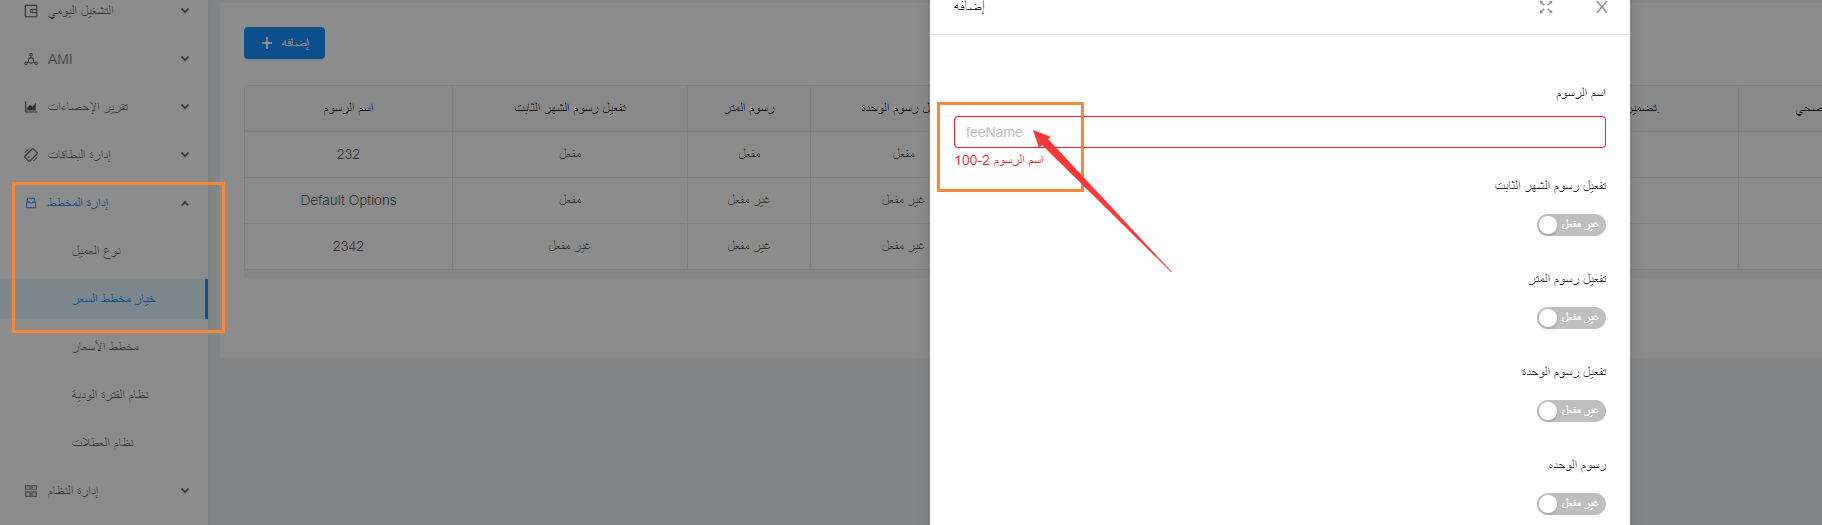 التشغيل اليومي
AMI
تقرير الإحصاءات
إدارة البطاقات
إدارة المخطط
نوع العميل
خيار مخطط السعر
مخطط الأسعار
نظام الفترة الودية
نظام العطلات
إدارة النظام
إضافه
اسم الرسوم
تفعيل رسوم الشهر الثابت
رسوم المتر
ل رسوم الوحدة
232
مفعل
مفعل
مفعل
Default Options
مفعل
غير مفعل
غير مفعل
2342
غير مفعل
غير مفعل
غير مفعل
إضافه
X
اسم الرسوم
feeName
اسم الرسوم 2-100
تفعيل رسوم الشهر الثابت
غير مفعل
تفعيل رسوم المتر
غير مفعل
تفعيل رسوم الوحدة
غير مفعل
رسوم الوحده
غير مفعل
تضمير.
صحي